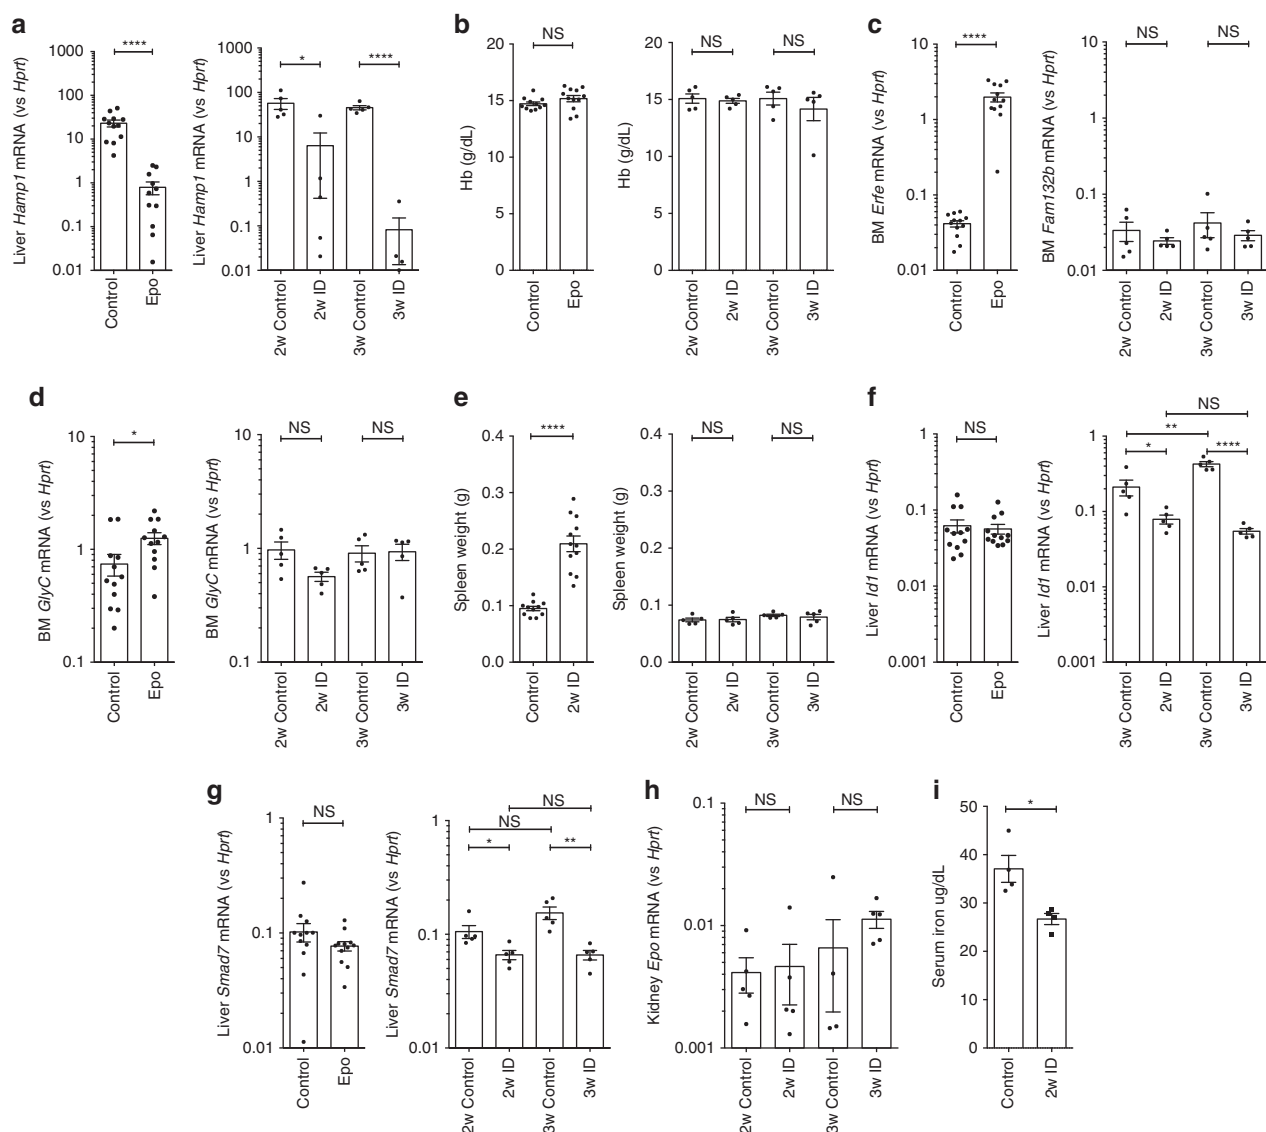 a
Liver Hamp1 mRNA (vs Hprt)
1000
100
10
1
0.1
0.01
****
Control
Epo
Liver Hamp1 mRNA (vs Hprt)
1000
100
10
1
0.1
0.01
*
****
2w Control
2w ID
3w Control
3w ID
b
Hb (g/dL)
20
15
10
5
0
NS
Control
Epo
Hb (g/dL)
20
15
10
5
0
NS
NS
2w Control
2w ID
3w Control
3w ID
c
BM Erfe mRNA (vs Hprt)
10
1
0.1
0.01
****
Control
Epo
BM Fam132b mRNA (vs Hprt)
10
1
0.1
0.01
NS
NS
2w Control
2w ID
3w Control
3w ID
d
BM GlyC mRNA (vs Hprt)
10
1
0.1
*
Control
Epo
BM GlyC mRNA (vs Hprt)
10
1
0.1
NS
NS
2w Control
2w ID
3w Control
3w ID
e
Spleen weight (g)
0.4
0.3
0.2
0.1
0.0
****
Control
2w ID
Spleen weight (g)
0.4
0.3
0.2
0.1
0.0
NS
NS
2w Control
2w ID
3w Control
3w ID
f
Liver Id1 mRNA (vs Hprt)
1
0.1
0.01
0.001
NS
Control
Epo
Liver Id1 mRNA (vs Hprt)
1
0.1
0.01
0.001
NS
**
*
****
3w Control
2w ID
3w Control
3w ID
g
Liver Smad7 mRNA (vs Hprt)
1
0.1
0.01
NS
Control
Epo
Liver Smad7 mRNA (vs Hprt)
1
0.1
0.01
NS
NS
*
**
2w Control
2w ID
3w Control
3w ID
h
Kidney Epo mRNA (vs Hprt)
0.1
0.01
0.001
NS
NS
2w Control
2w ID
3w Control
3w ID
i
Serum iron ug/dL
50
40
30
20
10
0
*
Control
2w ID